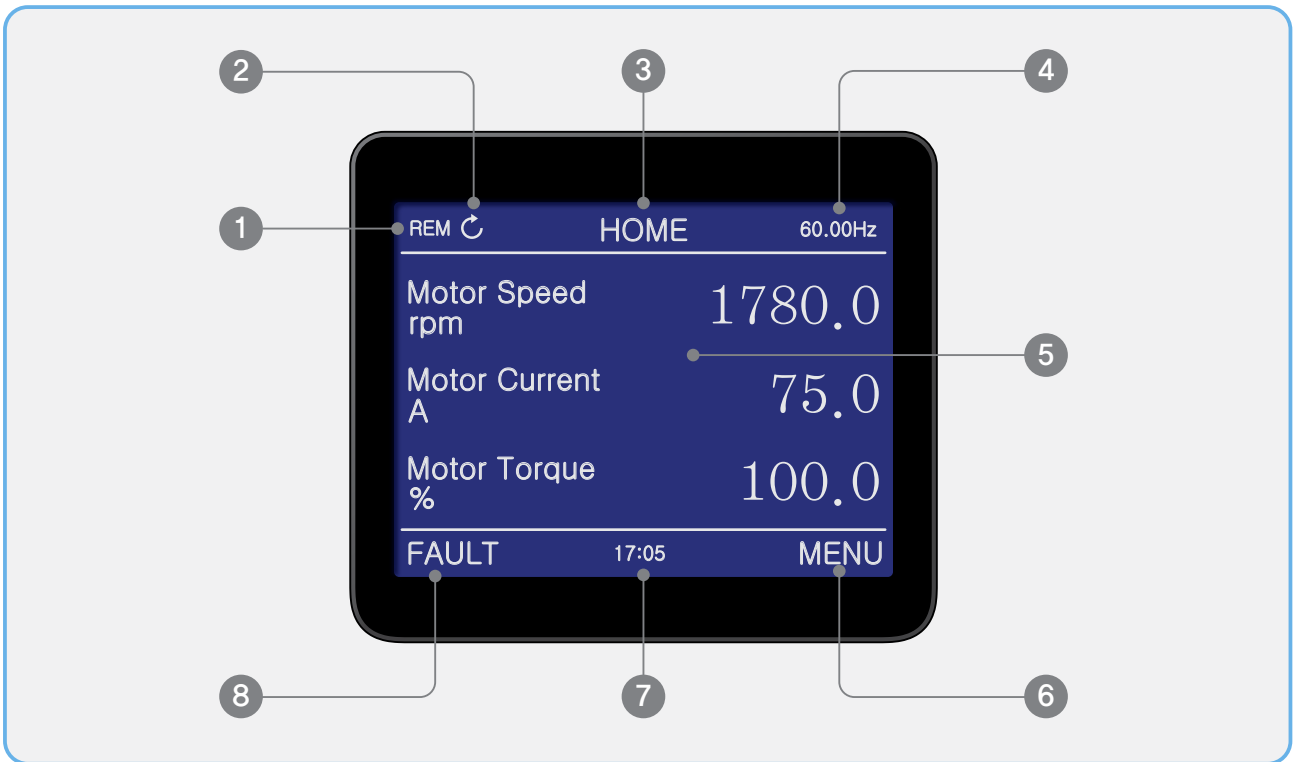 2 3 4
1 REM HOME 60.00Hz
Motor Speed
rpm 1780.0
5
Motor Current
A 75.0
Motor Torque
% 100.0
FAULT 17:05 MENU
8 7 6